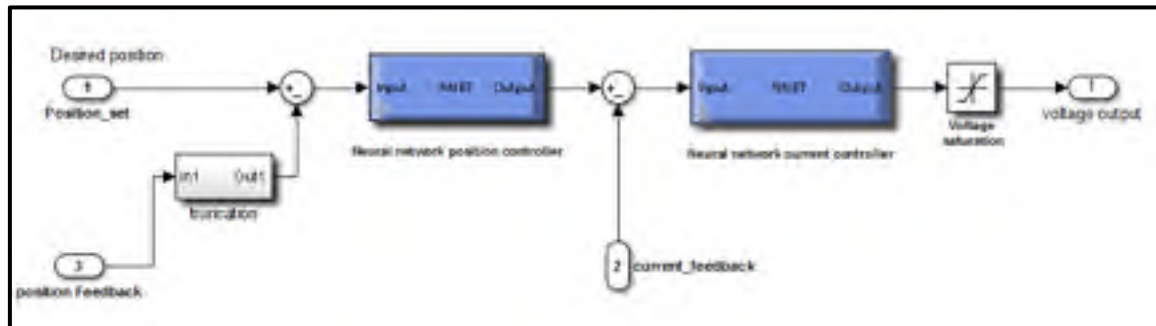 Desired position
Position_set
Input NNET Output
Neural network position controller
Input NNET Output
Neural network current controller
Voltage
saturation
1
voltage output
In1 Out1
truncation
3
position Feedback
2
current_feedback